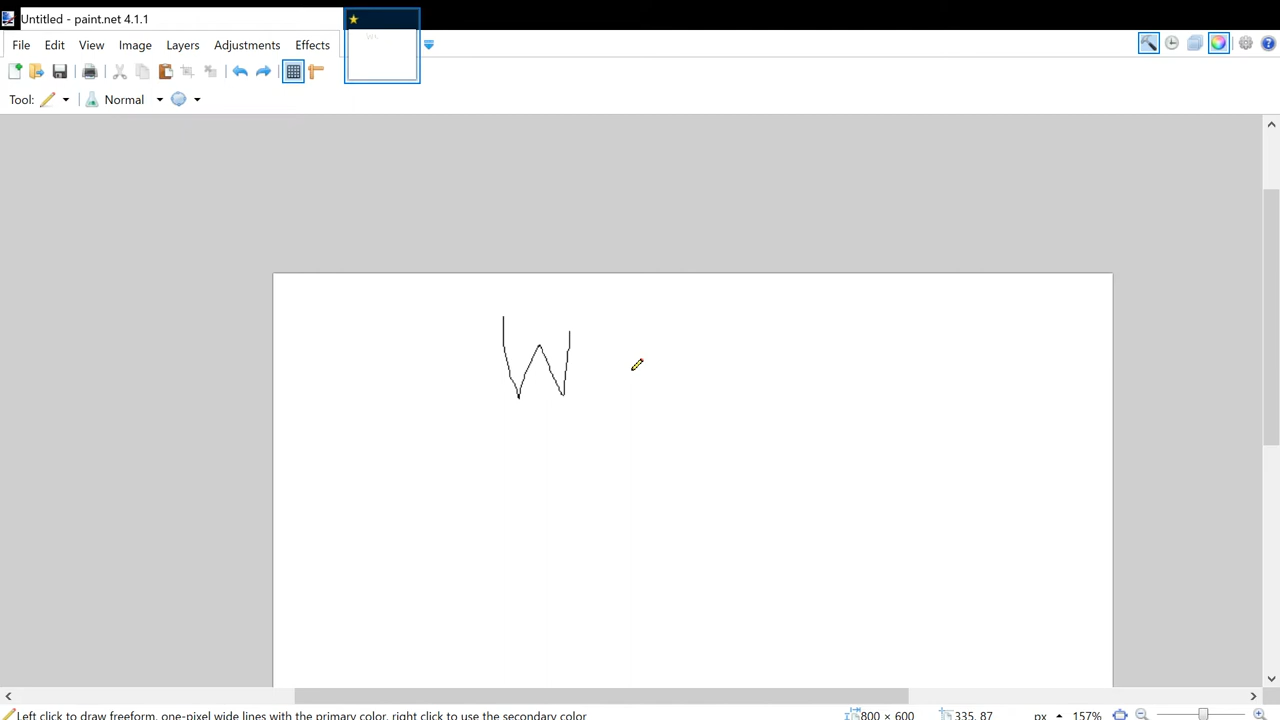 Untitled - paint.net 4.1.1
File Edit View Image Layers Adjustments Effects
Tool: Normal
W
Left click to draw freeform, one-pixel wide lines with the primary color, right click to use the secondary color 800 × 600 335, 87 px 157%